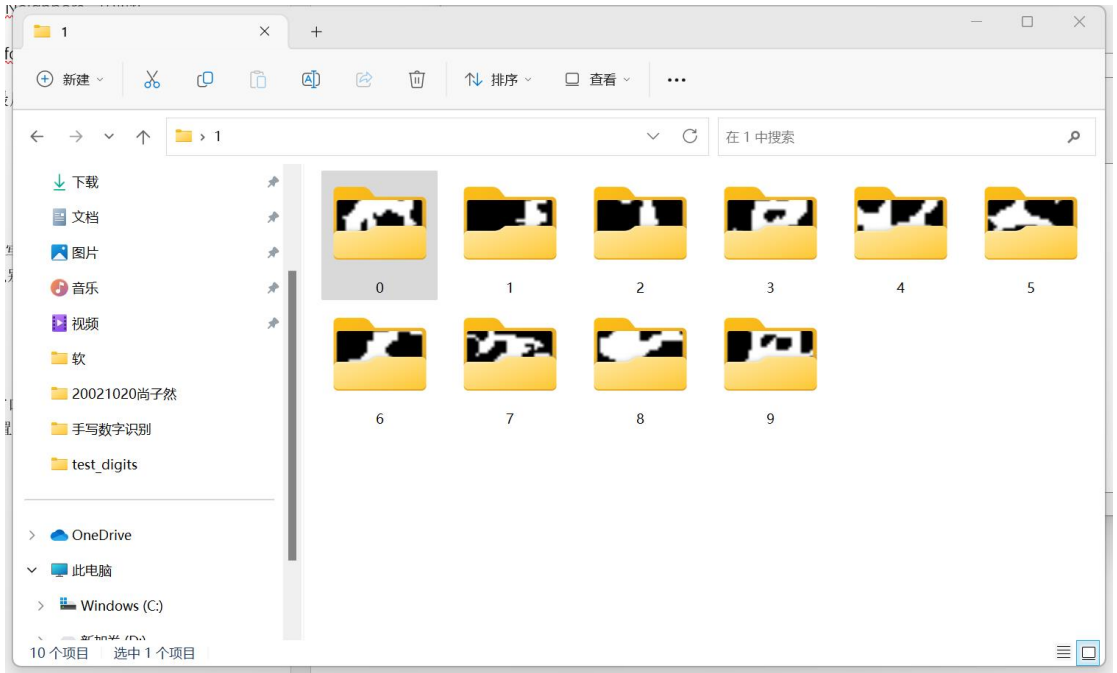 1
新建
排序
查看
1
在 1 中搜索
下载
文档
图片
音乐
视频
软
20021020尚子然
手写数字识别
test_digits
OneDrive
此电脑
Windows (C:)
0 1 2 3 4 5
6 7 8 9
10 个项目 选中 1 个项目